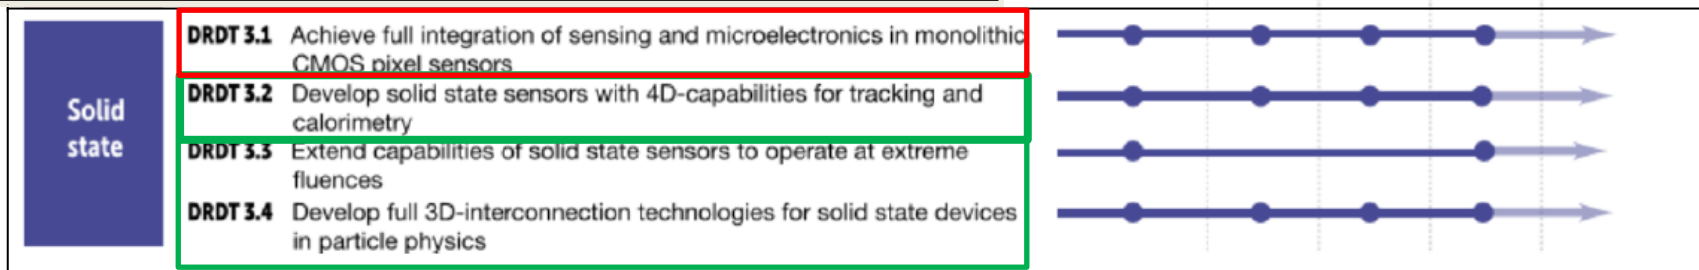 Solid
state
DRDT 3.1 Achieve full integration of sensing and microelectronics in monolithic
CMOS pixel sensors
DRDT 3.2 Develop solid state sensors with 4D-capabilities for tracking and
calorimetry
DRDT 3.3 Extend capabilities of solid state sensors to operate at extreme
fluences
DRDT 3.4 Develop full 3D-interconnection technologies for solid state devices
in particle physics